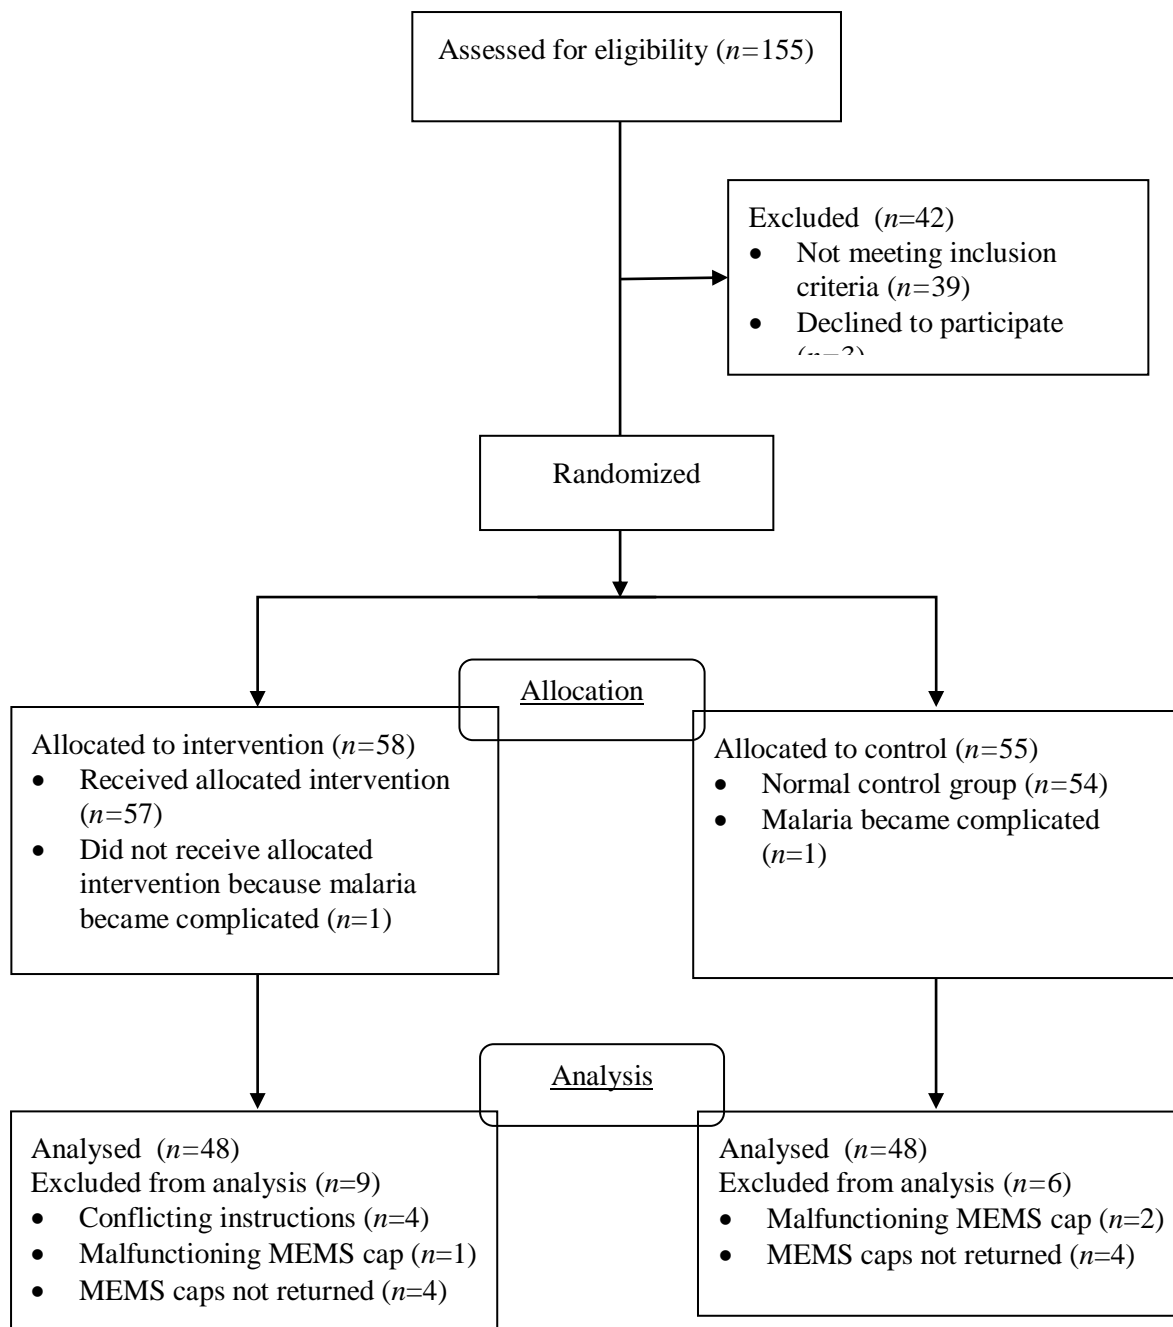 Assessed for eligibility (n=155)
Excluded (n=42)
• Not meeting inclusion
criteria (n=39)
• Declined to participate
(n=3)
Randomized
Allocation
Allocated to intervention (n=58)
• Received allocated intervention
(n=57)
• Did not receive allocated
intervention because malaria
became complicated (n=1)
Allocated to control (n=55)
• Normal control group (n=54)
• Malaria became complicated
(n=1)
Analysis
Analysed (n=48)
Excluded from analysis (n=9)
• Conflicting instructions (n=4)
• Malfunctioning MEMS cap (n=1)
• MEMS caps not returned (n=4)
Analysed (n=48)
Excluded from analysis (n=6)
• Malfunctioning MEMS cap (n=2)
• MEMS caps not returned (n=4)